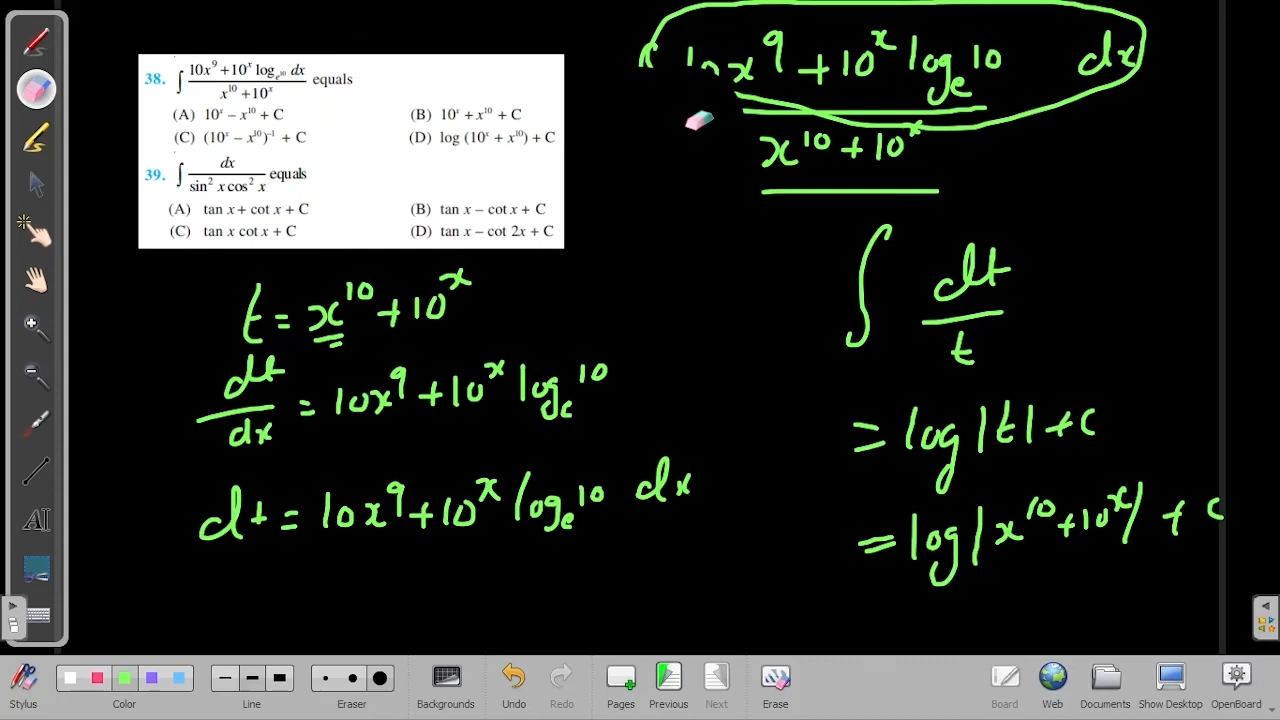 38. ∫ (10x⁹ + 10ˣ logₑ10 dx) / (x¹⁰ + 10ˣ) equals
(A) 10ˣ – x¹⁰ + C (B) 10ˣ + x¹⁰ + C
(C) (10ˣ – x¹⁰)⁻¹ + C (D) log (10ˣ + x¹⁰) + C
39. ∫ dx / (sin² x cos² x) equals
(A) tan x + cot x + C (B) tan x – cot x + C
(C) tan x cot x + C (D) tan x – cot 2x + C
t = x¹⁰ + 10ˣ
dt/dx = 10x⁹ + 10ˣ logₑ10
dt = 10x⁹ + 10ˣ logₑ10 dx
x⁹ + 10ˣ logₑ10 dx
x¹⁰ + 10ˣ
∫ dt/t
= log |t| + c
= log |x¹⁰ + 10ˣ| + c
Stylus Color Line Eraser Backgrounds Undo Redo Pages Previous Next Erase Board Web Documents Show Desktop OpenBoard